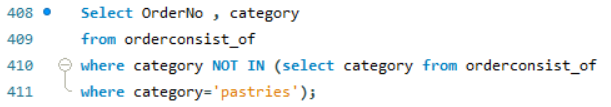 408 Select OrderNo , category
409 from orderconsist_of
410 where category NOT IN (select category from orderconsist_of
411 where category='pastries');